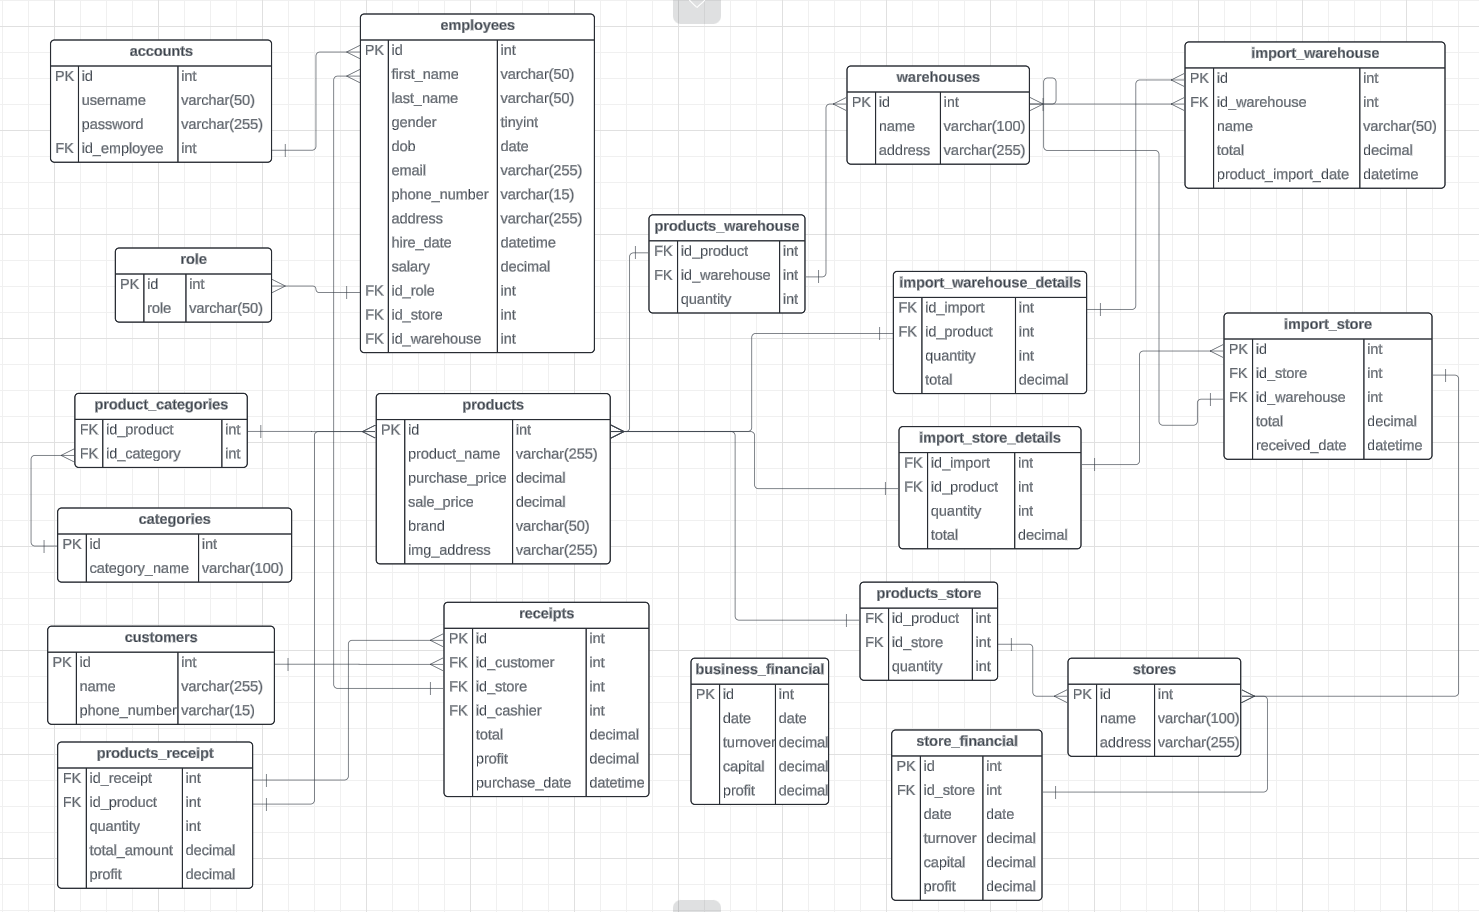 employees
PK id int
first_name varchar(50)
last_name varchar(50)
gender tinyint
dob date
email varchar(255)
phone_number varchar(15)
address varchar(255)
hire_date datetime
salary decimal
FK id_role int
FK id_store int
FK id_warehouse int
accounts
PK id int
username varchar(50)
password varchar(255)
FK id_employee int
role
PK id int
role varchar(50)
warehouses
PK id int
name varchar(100)
address varchar(255)
import_warehouse
PK id int
FK id_warehouse int
name varchar(50)
total decimal
product_import_date datetime
products_warehouse
FK id_product int
FK id_warehouse int
quantity int
import_warehouse_details
FK id_import int
FK id_product int
quantity int
total decimal
import_store
PK id int
FK id_store int
FK id_warehouse int
total decimal
received_date datetime
product_categories
FK id_product int
FK id_category int
products
PK id int
product_name varchar(255)
purchase_price decimal
sale_price decimal
brand varchar(50)
img_address varchar(255)
import_store_details
FK id_import int
FK id_product int
quantity int
total decimal
categories
PK id int
category_name varchar(100)
customers
PK id int
name varchar(255)
phone_number varchar(15)
receipts
PK id int
FK id_customer int
FK id_store int
FK id_cashier int
total decimal
profit decimal
purchase_date datetime
products_store
FK id_product int
FK id_store int
quantity int
business_financial
PK id int
date date
turnover decimal
capital decimal
profit decimal
stores
PK id int
name varchar(100)
address varchar(255)
products_receipt
FK id_receipt int
FK id_product int
quantity int
total_amount decimal
profit decimal
store_financial
PK id int
FK id_store int
date date
turnover decimal
capital decimal
profit decimal